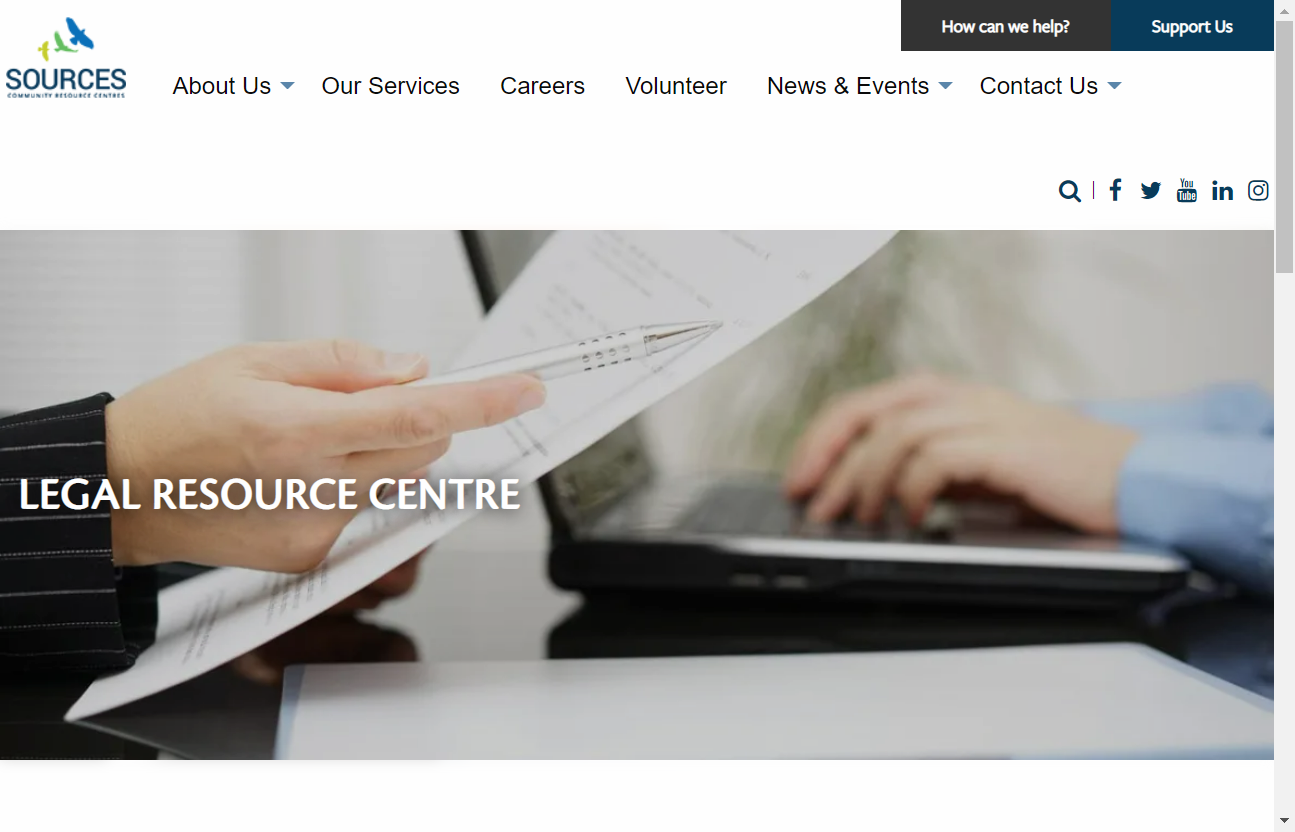 How can we help?
Support Us
SOURCES
COMMUNITY RESOURCE CENTRES
About Us
Our Services
Careers
Volunteer
News & Events
Contact Us
You
Tube
LEGAL RESOURCE CENTRE